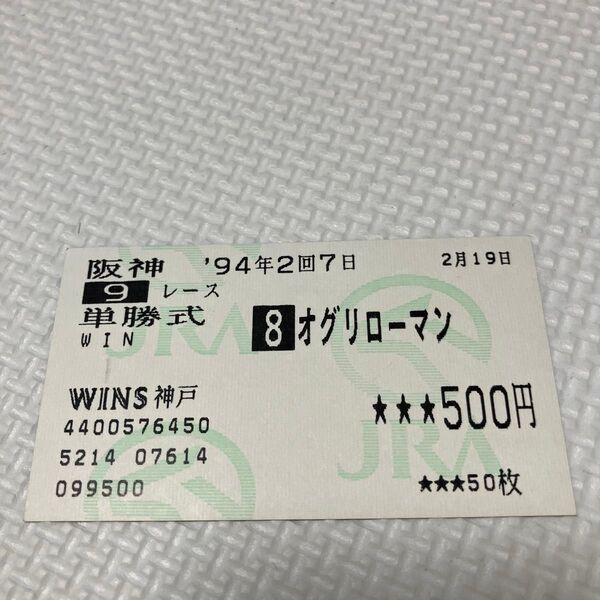 阪神 '94年2回7日 2月19日
9 レース
単勝式
WIN
8 オグリローマン
WINS神戸
★★★500円
4400576450
5214 07614
099500
★★★50枚
JRA
JRA